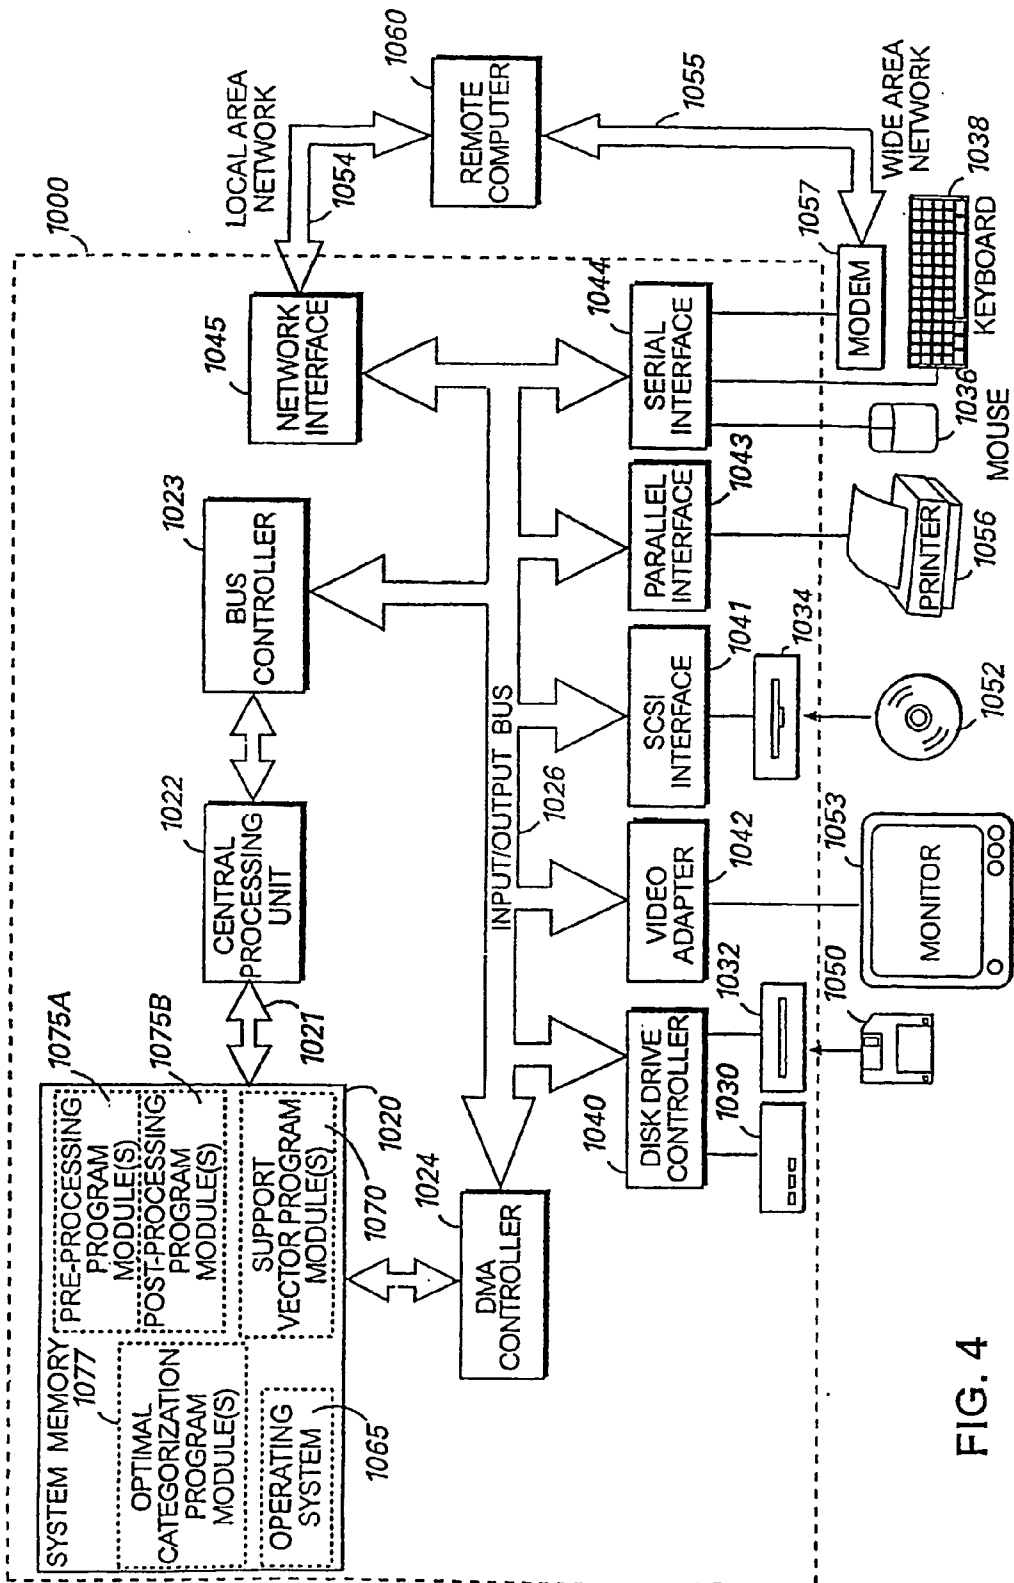 SYSTEM MEMORY
1077
OPTIMAL
CATEGORIZATION
PROGRAM
MODULE(S)
OPERATING
SYSTEM
1065
PRE-PROCESSING
PROGRAM
MODULE(S)
1075A
POST-PROCESSING
PROGRAM
MODULE(S)
1075B
SUPPORT
VECTOR PROGRAM
MODULE(S)
1070
1020
1021
CENTRAL
PROCESSING
UNIT
1022
BUS
CONTROLLER
1023
NETWORK
INTERFACE
1045
1000
LOCAL AREA
NETWORK
1054
REMOTE
COMPUTER
1060
1055
WIDE AREA
NETWORK
DMA
CONTROLLER
1024
INPUT/OUTPUT BUS
1026
DISK DRIVE
CONTROLLER
1040
VIDEO
ADAPTER
1042
SCSI
INTERFACE
1041
PARALLEL
INTERFACE
1043
SERIAL
INTERFACE
1044
1030
1032
1034
MODEM
1057
1050
MONITOR
1053
1052
PRINTER
1056
1036
MOUSE
KEYBOARD
1038
FIG. 4